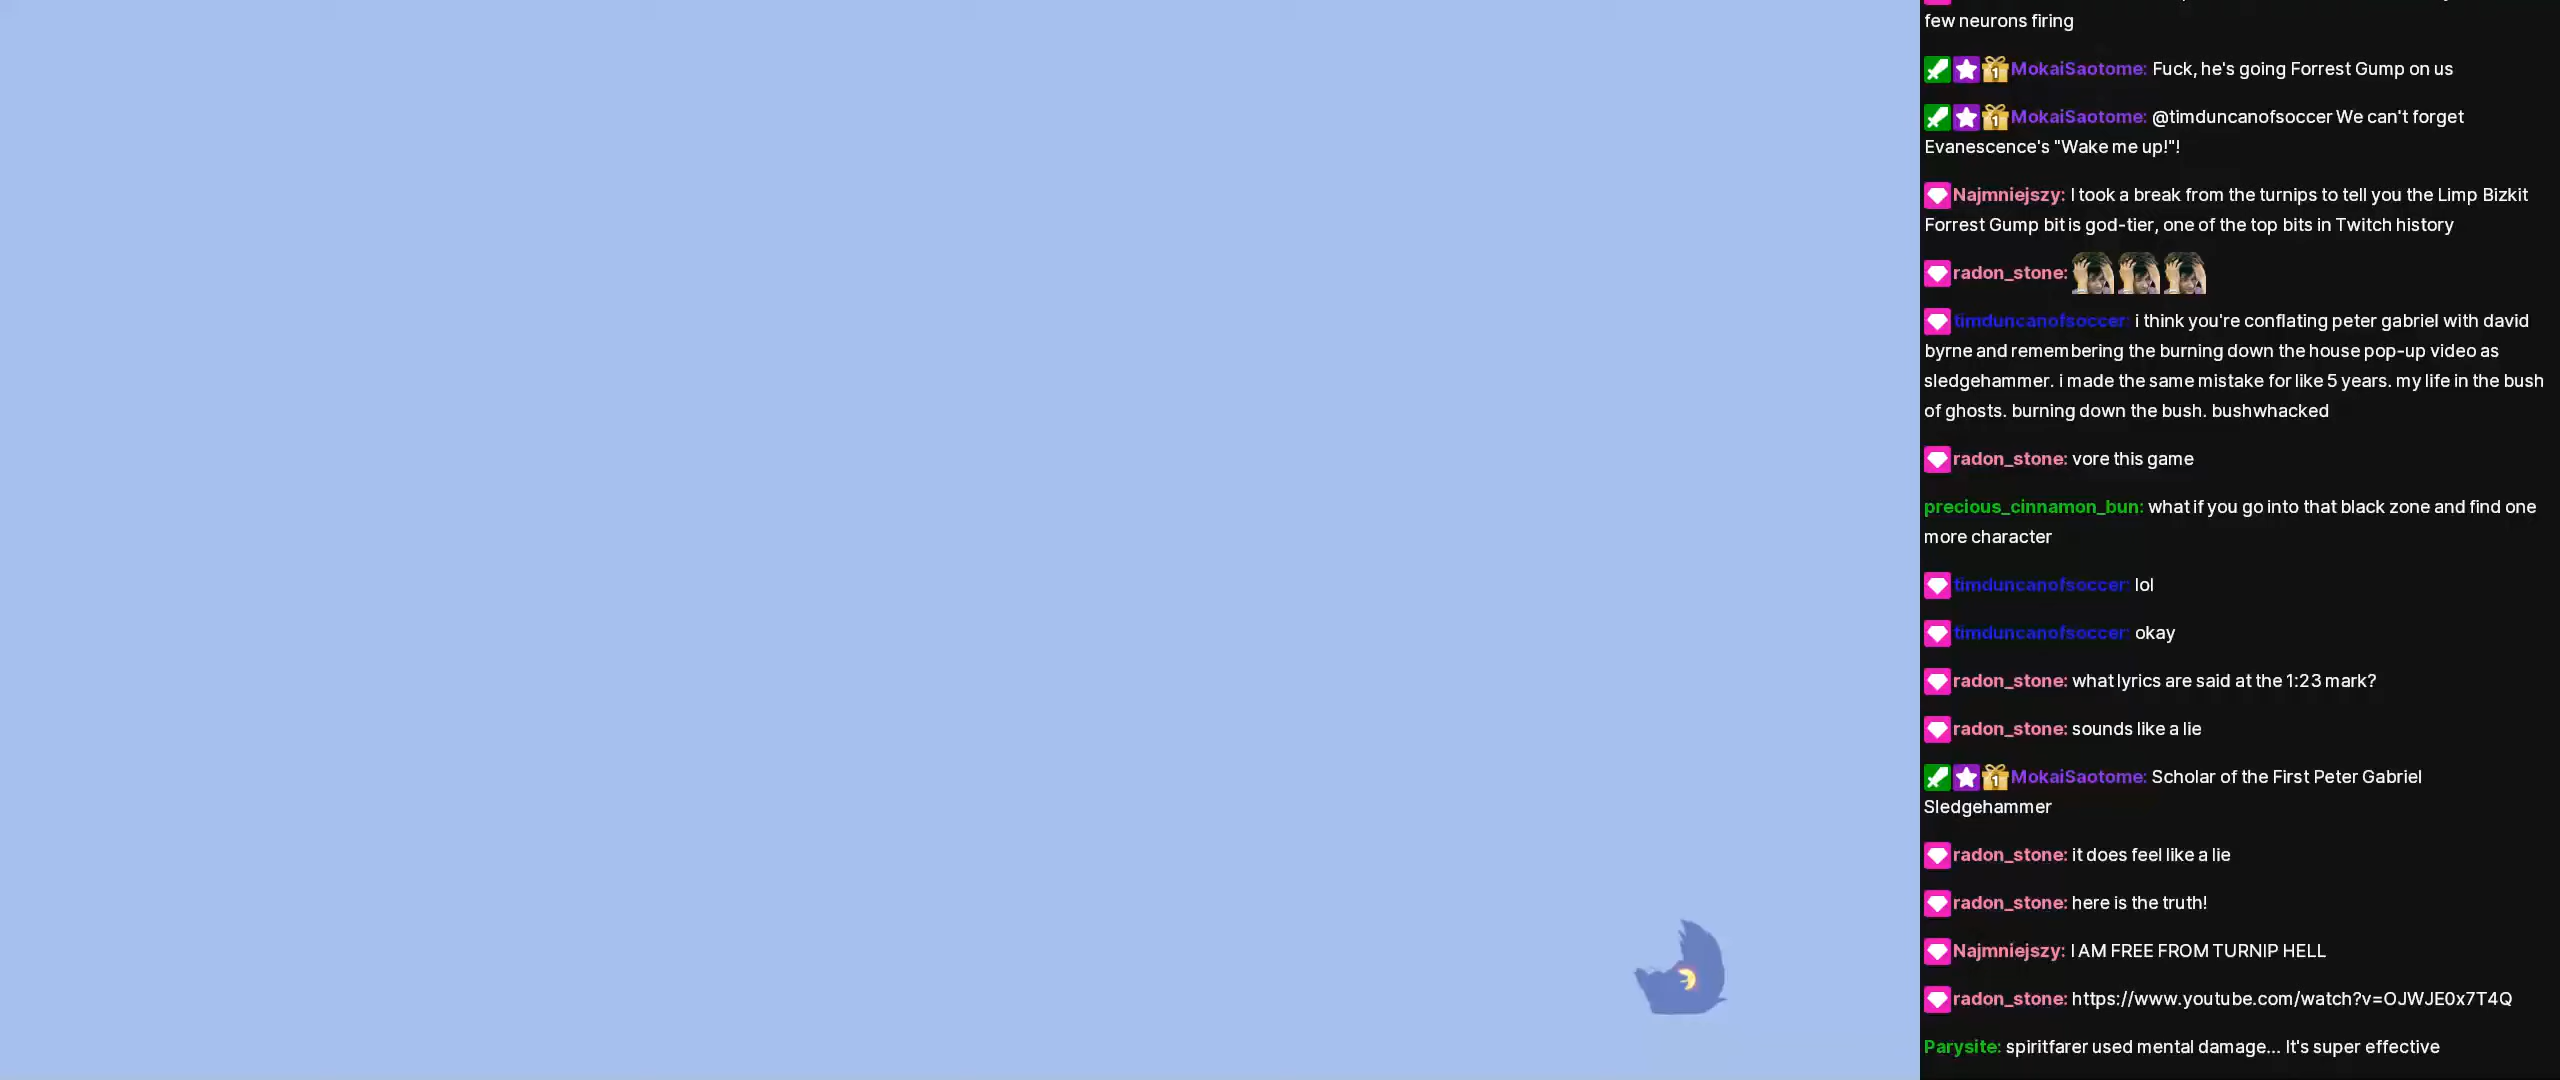 few neurons firing
MokaiSaotome: Fuck, he's going Forrest Gump on us
MokaiSaotome: @timduncanofsoccer We can't forget
Evanescence's "Wake me up!"!
Najmniejszy: I took a break from the turnips to tell you the Limp Bizkit
Forrest Gump bit is god-tier, one of the top bits in Twitch history
radon_stone:
timduncanofsoccer: i think you're conflating peter gabriel with david
byrne and remembering the burning down the house pop-up video as
sledgehammer. i made the same mistake for like 5 years. my life in the bush
of ghosts. burning down the bush. bushwhacked
radon_stone: vore this game
precious_cinnamon_bun: what if you go into that black zone and find one
more character
timduncanofsoccer: lol
timduncanofsoccer: okay
radon_stone: what lyrics are said at the 1:23 mark?
radon_stone: sounds like a lie
MokaiSaotome: Scholar of the First Peter Gabriel
Sledgehammer
radon_stone: it does feel like a lie
radon_stone: here is the truth!
Najmniejszy: I AM FREE FROM TURNIP HELL
radon_stone: https://www.youtube.com/watch?v=OJWJE0x7T4Q
Parysite: spiritfarer used mental damage... It's super effective